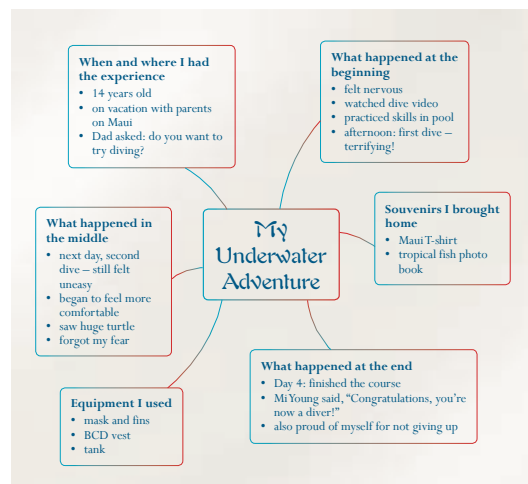 When and where I had
the experience
• 14 years old
• on vacation with parents
on Maui
• Dad asked: do you want to
try diving?
What happened at the
beginning
• felt nervous
• watched dive video
• practiced skills in pool
• afternoon: first dive –
terrifying!
What happened in
the middle
• next day, second
dive – still felt
uneasy
• began to feel more
comfortable
• saw huge turtle
• forgot my fear
My
Underwater
Adventure
Souvenirs I brought
home
• Maui T-shirt
• tropical fish photo
book
Equipment I used
• mask and fins
• BCD vest
• tank
What happened at the end
• Day 4: finished the course
• Mi Young said, “Congratulations, you’re
now a diver!”
• also proud of myself for not giving up